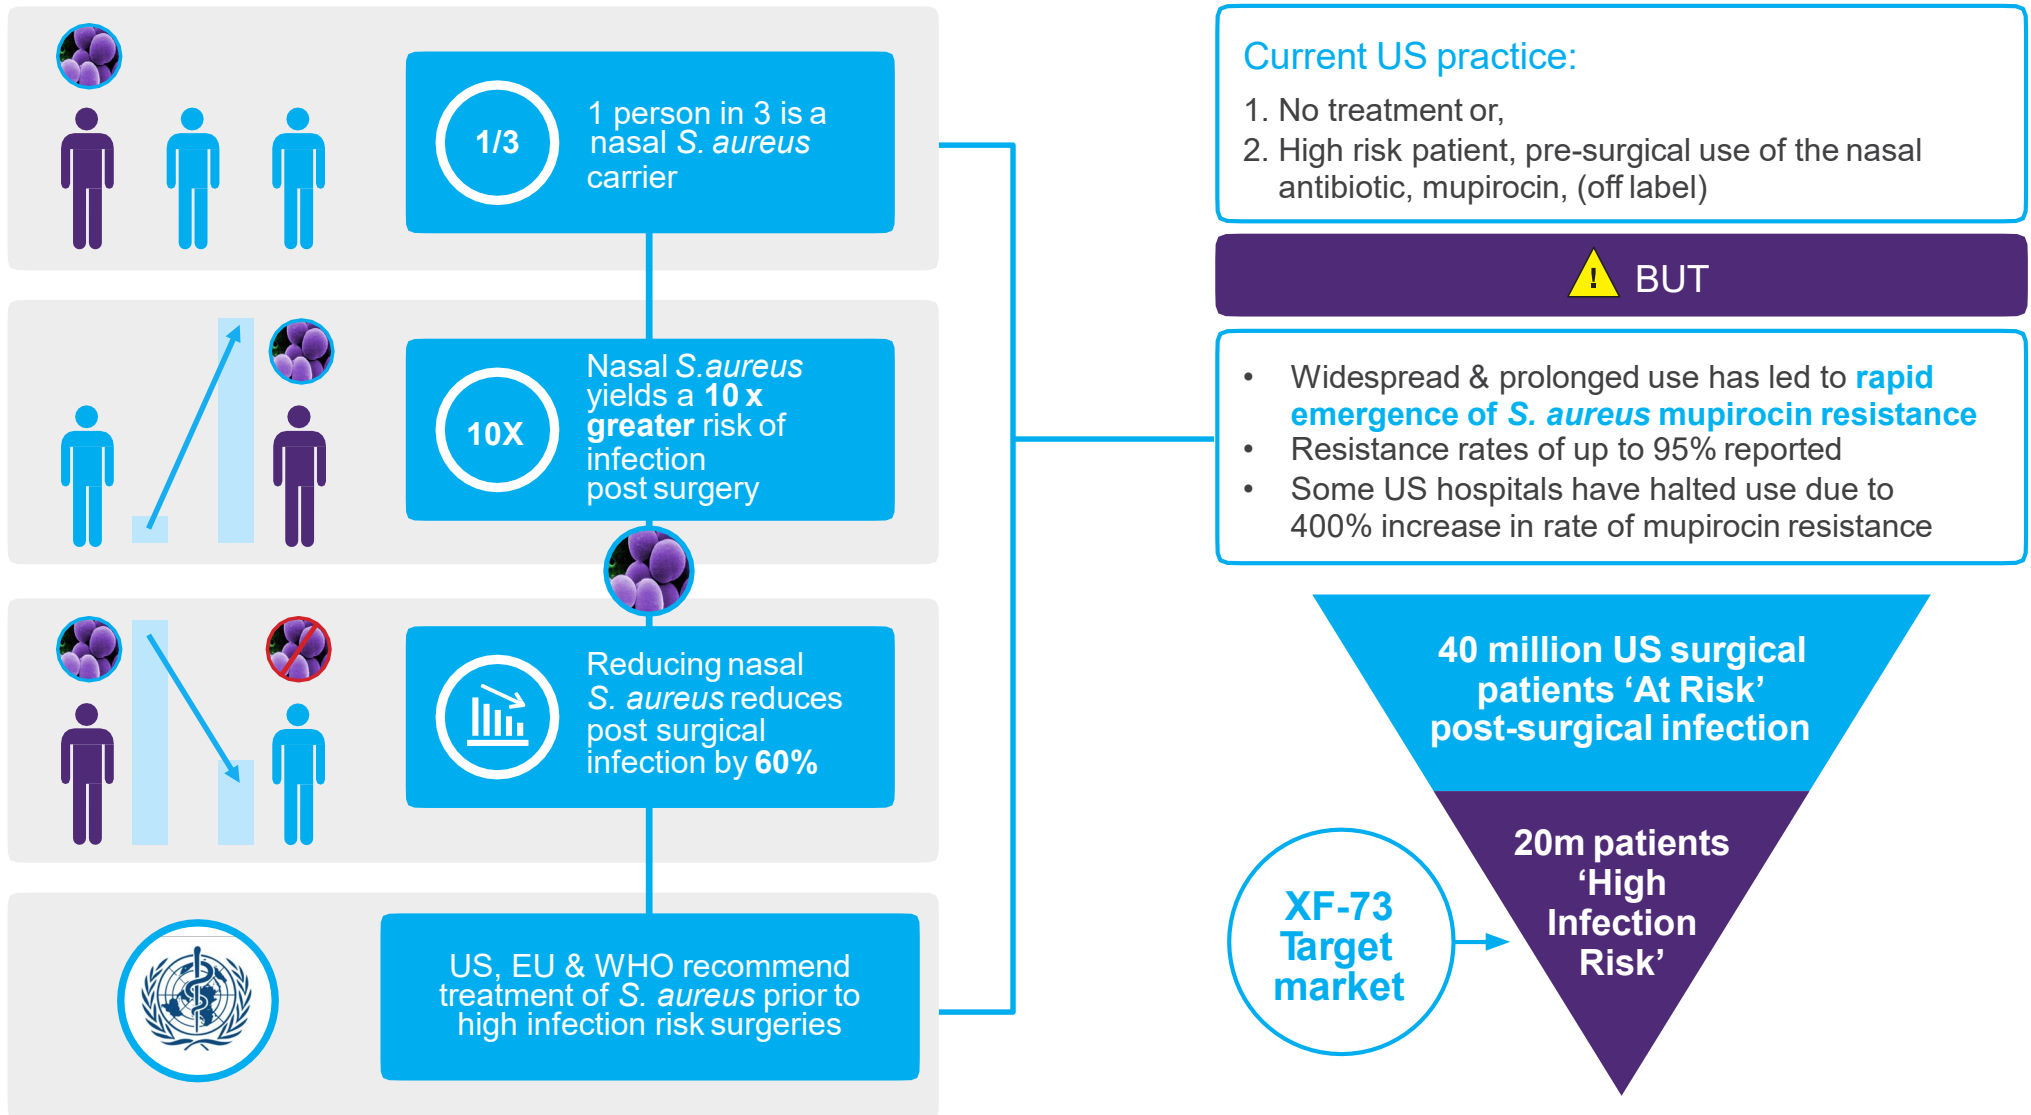 1/3
1 person in 3 is a
nasal S. aureus
carrier
10X
Nasal S.aureus
yields a 10 x
greater risk of
infection
post surgery
Reducing nasal
S. aureus reduces
post surgical
infection by 60%
US, EU & WHO recommend
treatment of S. aureus prior to
high infection risk surgeries
Current US practice:
1. No treatment or,
2. High risk patient, pre-surgical use of the nasal
antibiotic, mupirocin, (off label)
! BUT
• Widespread & prolonged use has led to rapid
emergence of S. aureus mupirocin resistance
• Resistance rates of up to 95% reported
• Some US hospitals have halted use due to
400% increase in rate of mupirocin resistance
40 million US surgical
patients ‘At Risk’
post-surgical infection
20m patients
‘High
Infection
Risk’
XF-73
Target
market